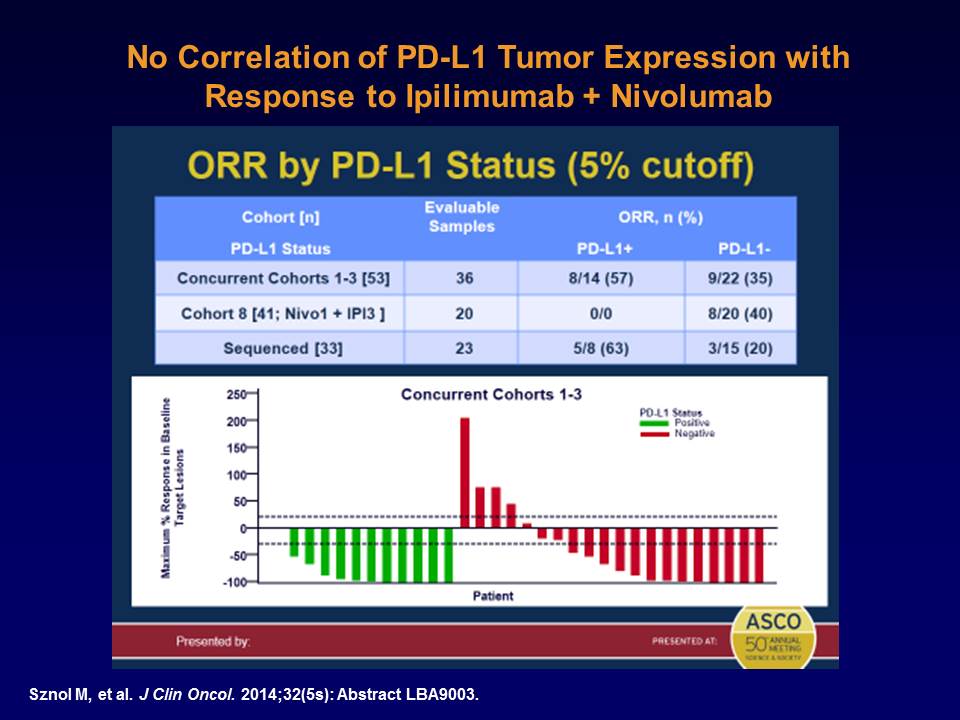 No Correlation of PD-L1 Tumor Expression with
Response to Ipilimumab + Nivolumab
ORR by PD-L1 Status (5% cutoff)
Cohort [n] Evaluable Samples ORR, n (%)
PD-L1 Status PD-L1+ PD-L1-
Concurrent Cohorts 1-3 [53] 36 8/14 (57) 9/22 (35)
Cohort 8 [41; Nivo1 + IPI3 ] 20 0/0 8/20 (40)
Sequenced [33] 23 5/8 (63) 3/15 (20)
Concurrent Cohorts 1-3
PD-L1 Status
Positive
Negative
Maximum % Response in Baseline
Target Lesions
250
200
150
100
50
0
-50
-100
Patient
Presented by:
PRESENTED AT:
ASCO
50TH ANNUAL
MEETING
SCIENCE & SOCIETY
Sznol M, et al. J Clin Oncol. 2014;32(5s): Abstract LBA9003.